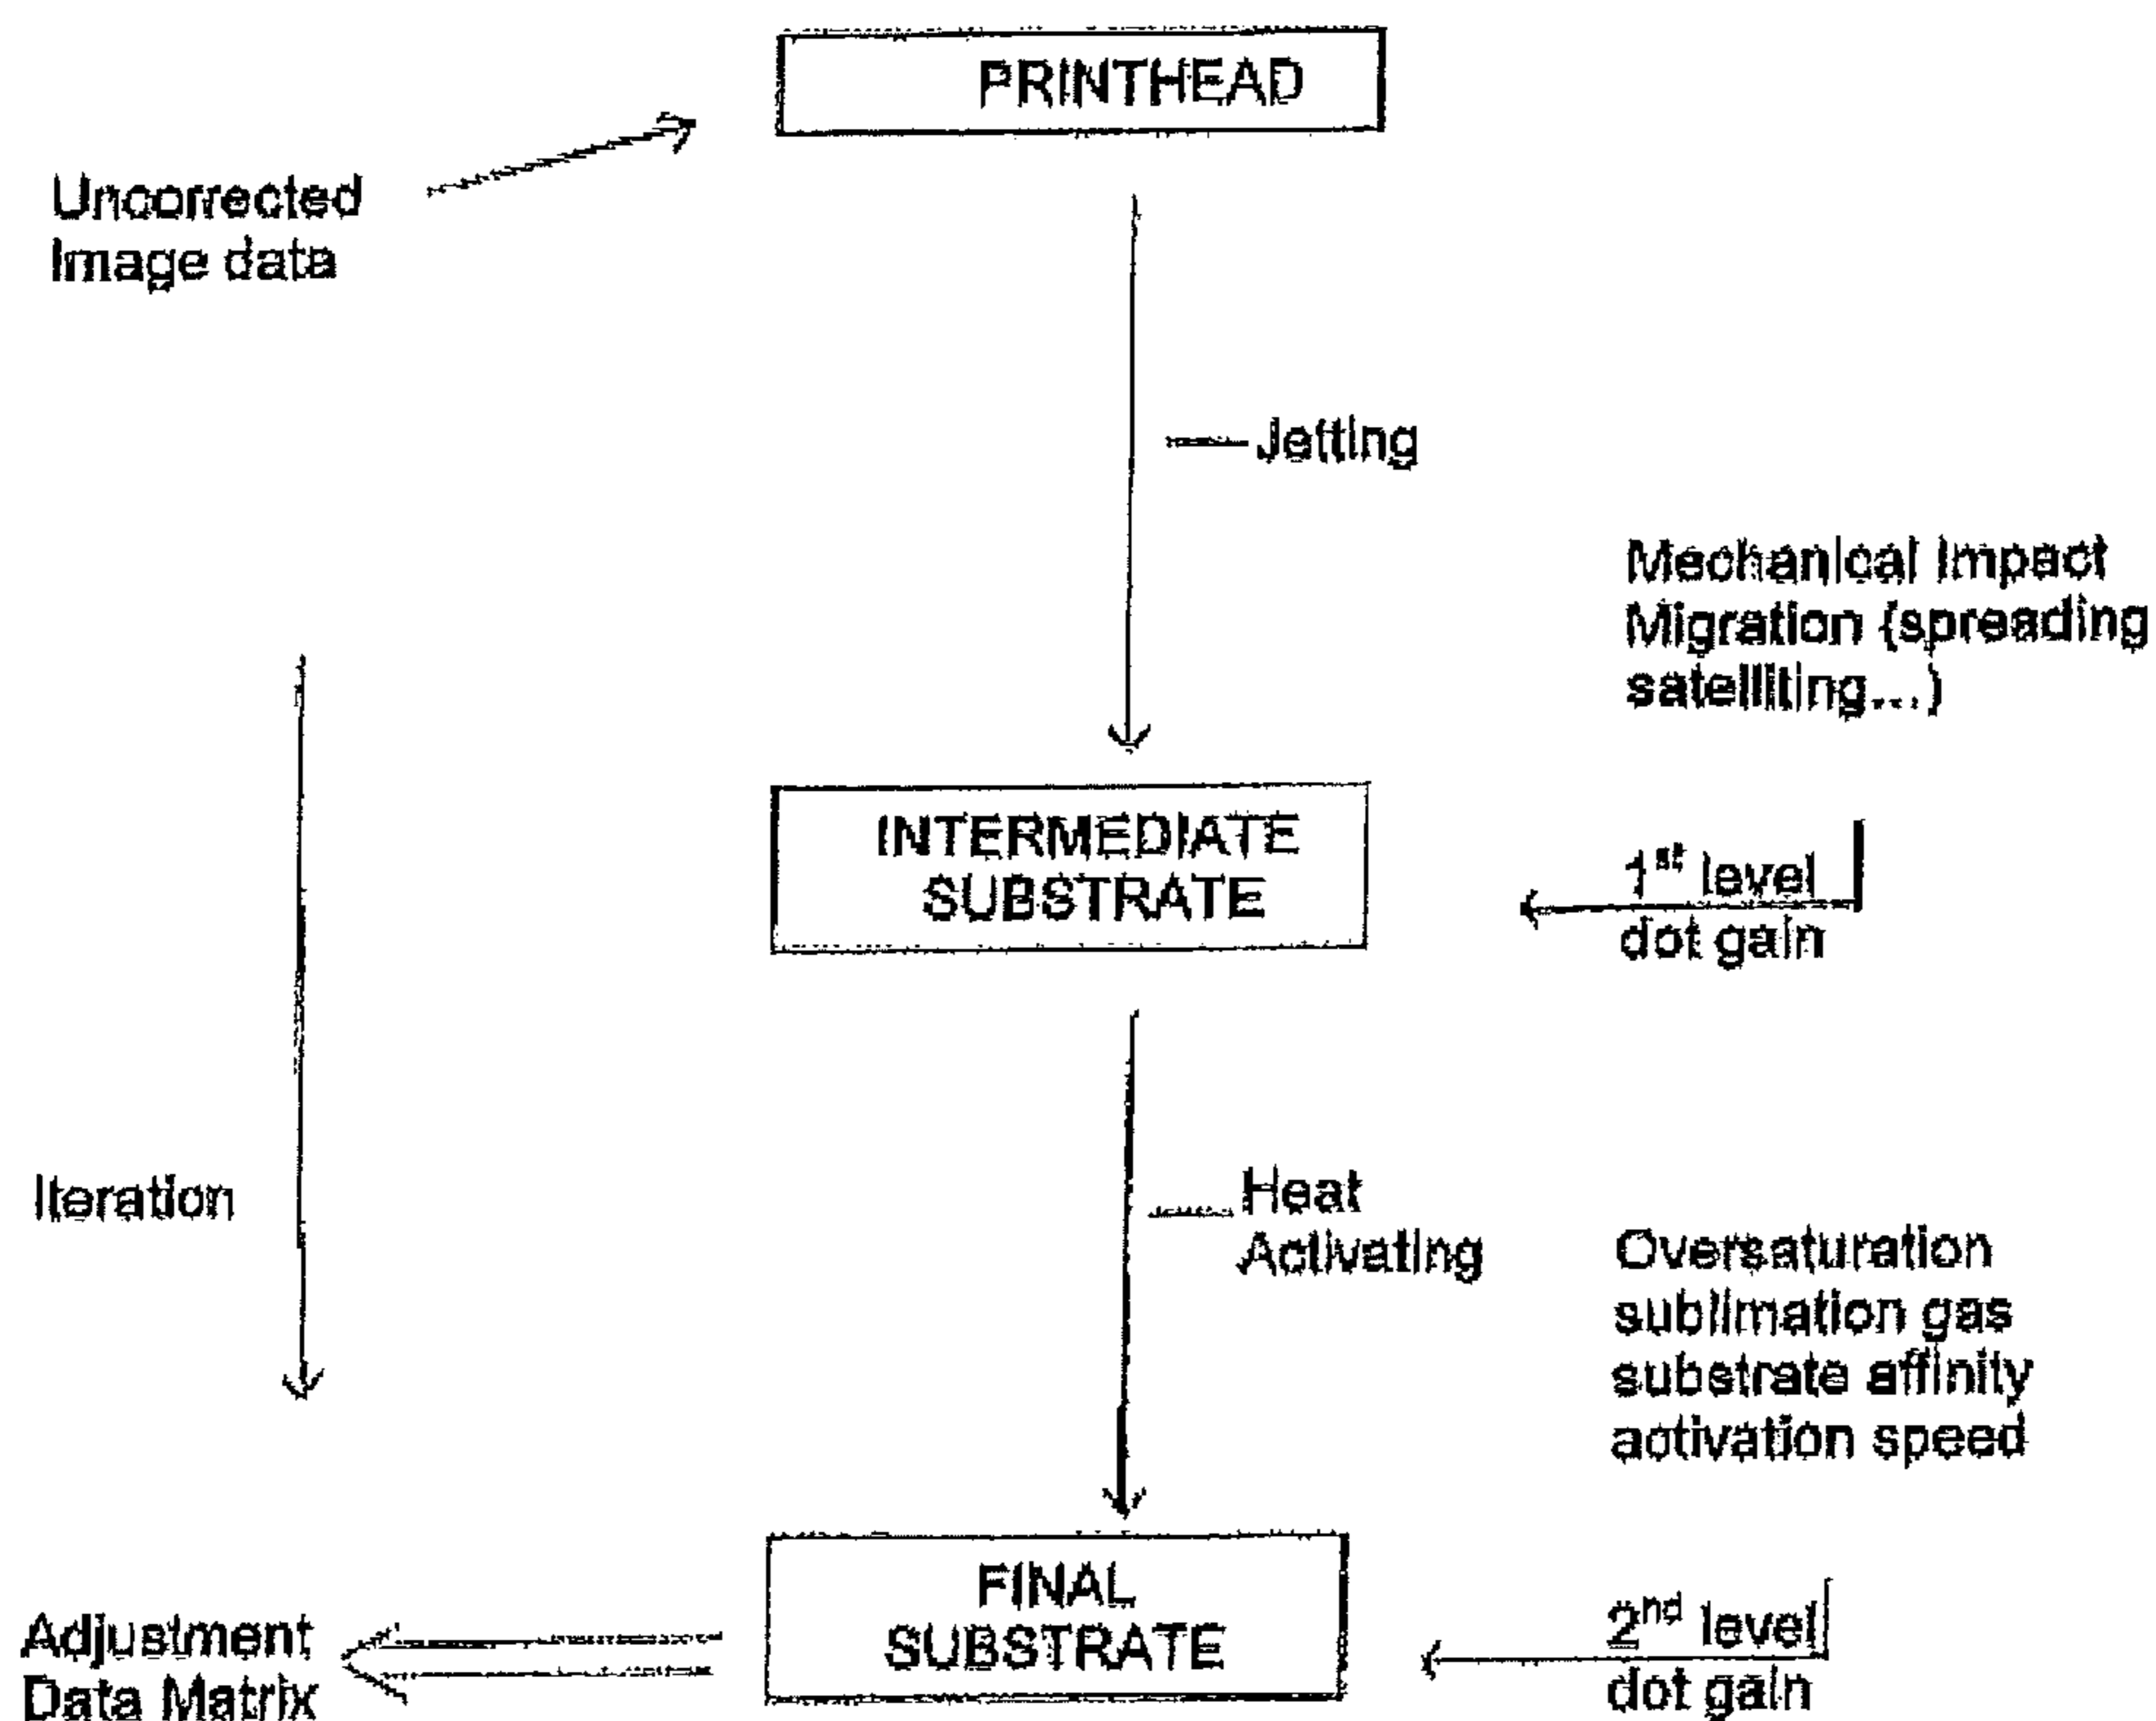 PRINTHEAD
Uncorrected
Image data
Jetting
Mechanical Impact
Migration (spreading
satelliting...)
INTERMEDIATE
SUBSTRATE
1st level
dot gain
Iteration
Heat
Activating
Oversaturation
sublimation gas
substrate affinity
activation speed
FINAL
SUBSTRATE
2nd level
dot gain
Adjustment
Data Matrix